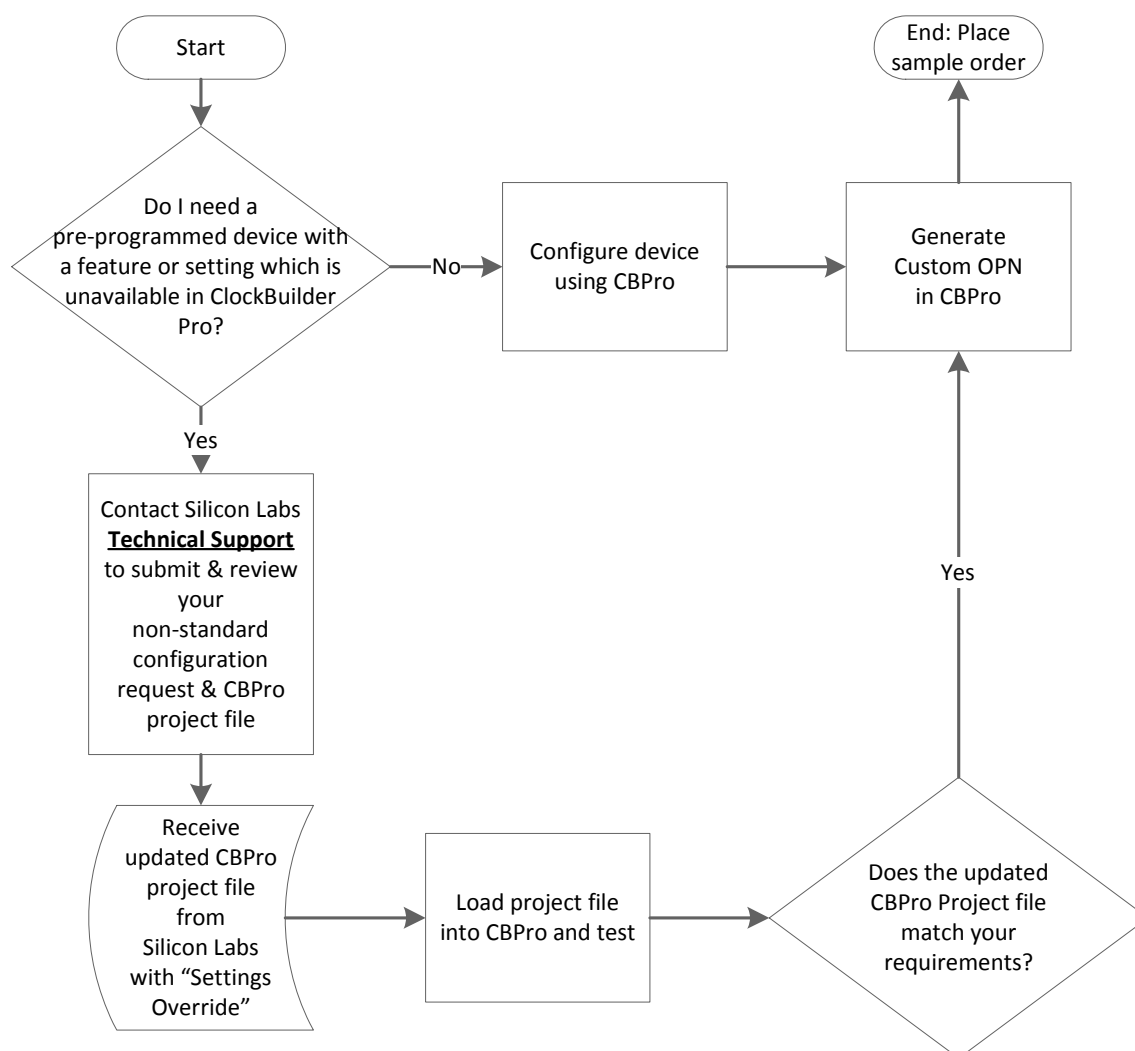 Start
End: Place
sample order
Do I need a
pre-programmed device with
a feature or setting which is
unavailable in ClockBuilder
Pro?
No
Configure device
using CBPro
Generate
Custom OPN
in CBPro
Yes
Contact Silicon Labs
Technical Support
to submit & review
your
non-standard
configuration
request & CBPro
project file
Yes
Receive
updated CBPro
project file
from
Silicon Labs
with “Settings
Override”
Load project file
into CBPro and test
Does the updated
CBPro Project file
match your
requirements?